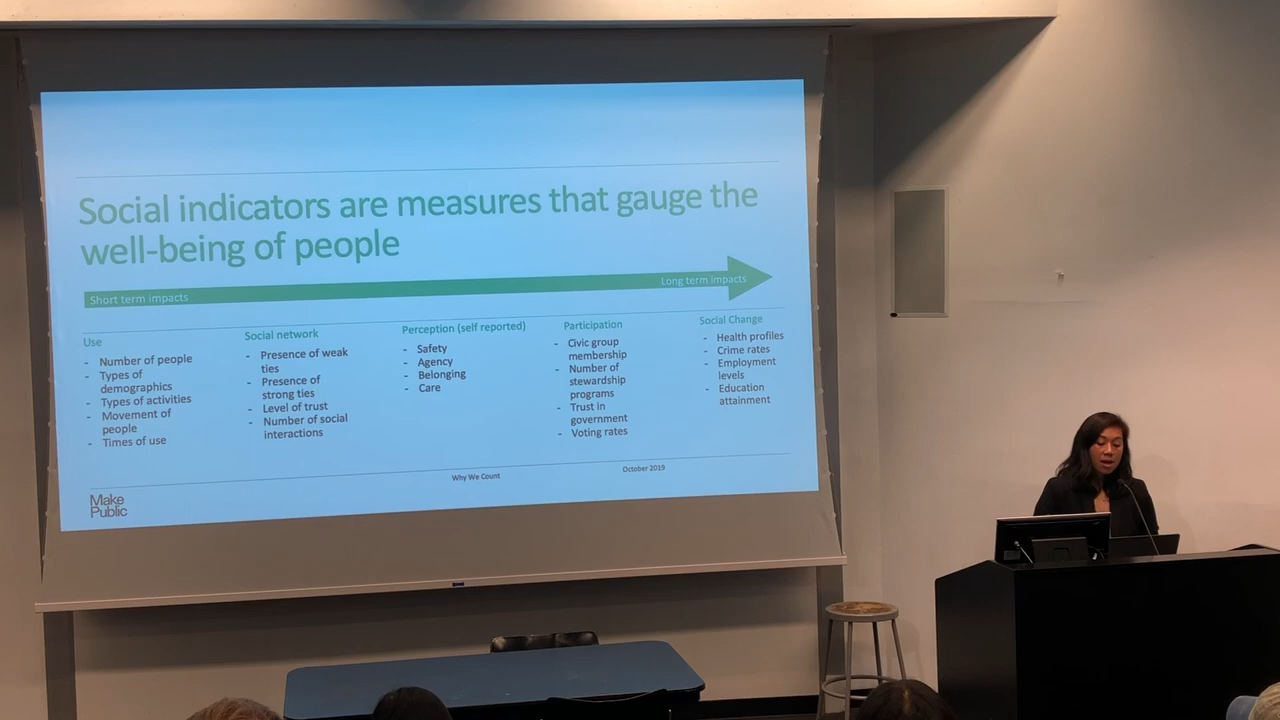 Social indicators are measures that gauge the
well-being of people
Short term impacts
Long term impacts
Use
- Number of people
- Types of
demographics
- Types of activities
- Movement of
people
- Times of use
Social network
- Presence of weak
ties
- Presence of
strong ties
- Level of trust
- Number of social
interactions
Perception (self reported)
- Safety
- Agency
- Belonging
- Care
Participation
- Civic group
membership
- Number of
stewardship
programs
- Trust in
government
- Voting rates
Social Change
- Health profiles
- Crime rates
- Employment
levels
- Education
attainment
Why We Count
October 2019
Make
Public